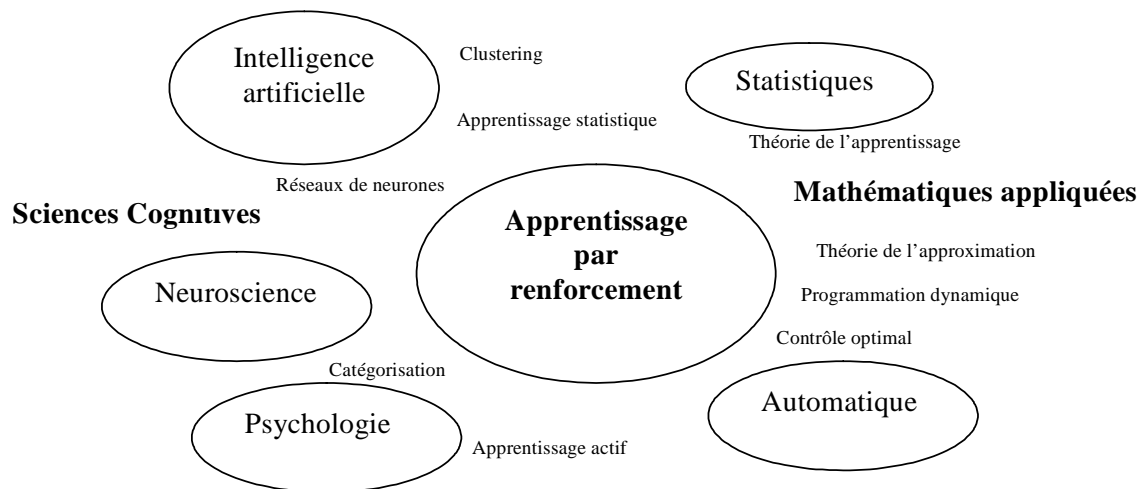 Intelligence
artificielle
Clustering
Statistiques
Apprentissage statistique
Théorie de l'apprentissage
Réseaux de neurones
Mathématiques appliquées
Sciences Cognitives
Apprentissage
par
renforcement
Théorie de l'approximation
Neuroscience
Programmation dynamique
Contrôle optimal
Catégorisation
Automatique
Psychologie
Apprentissage actif